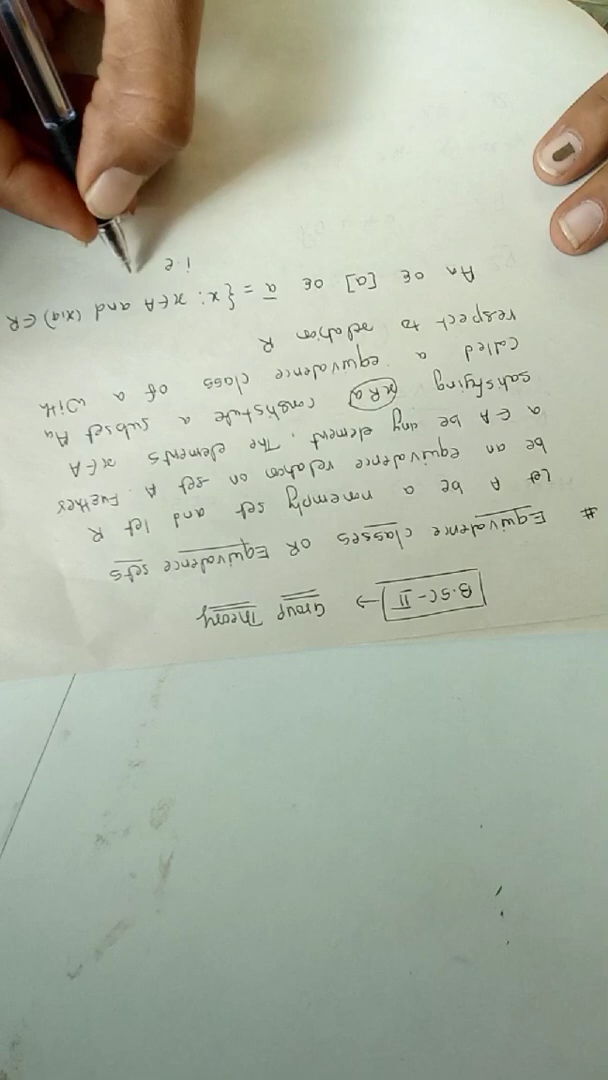 B.SC-II → Group Theory
# Equivalence classes OR Equivalence sets
Let A be a nonempty set and let R
be an equivalence relation on set A. Further
a ∈ A be any element. The elements x ∈ A
satisfying xRa constitute a subset Aa
called a equivalence class of a with
respect to relation R
i.e
Aa OR [a] OR a̅ = {x: x∈A and (x,a) ∈ R